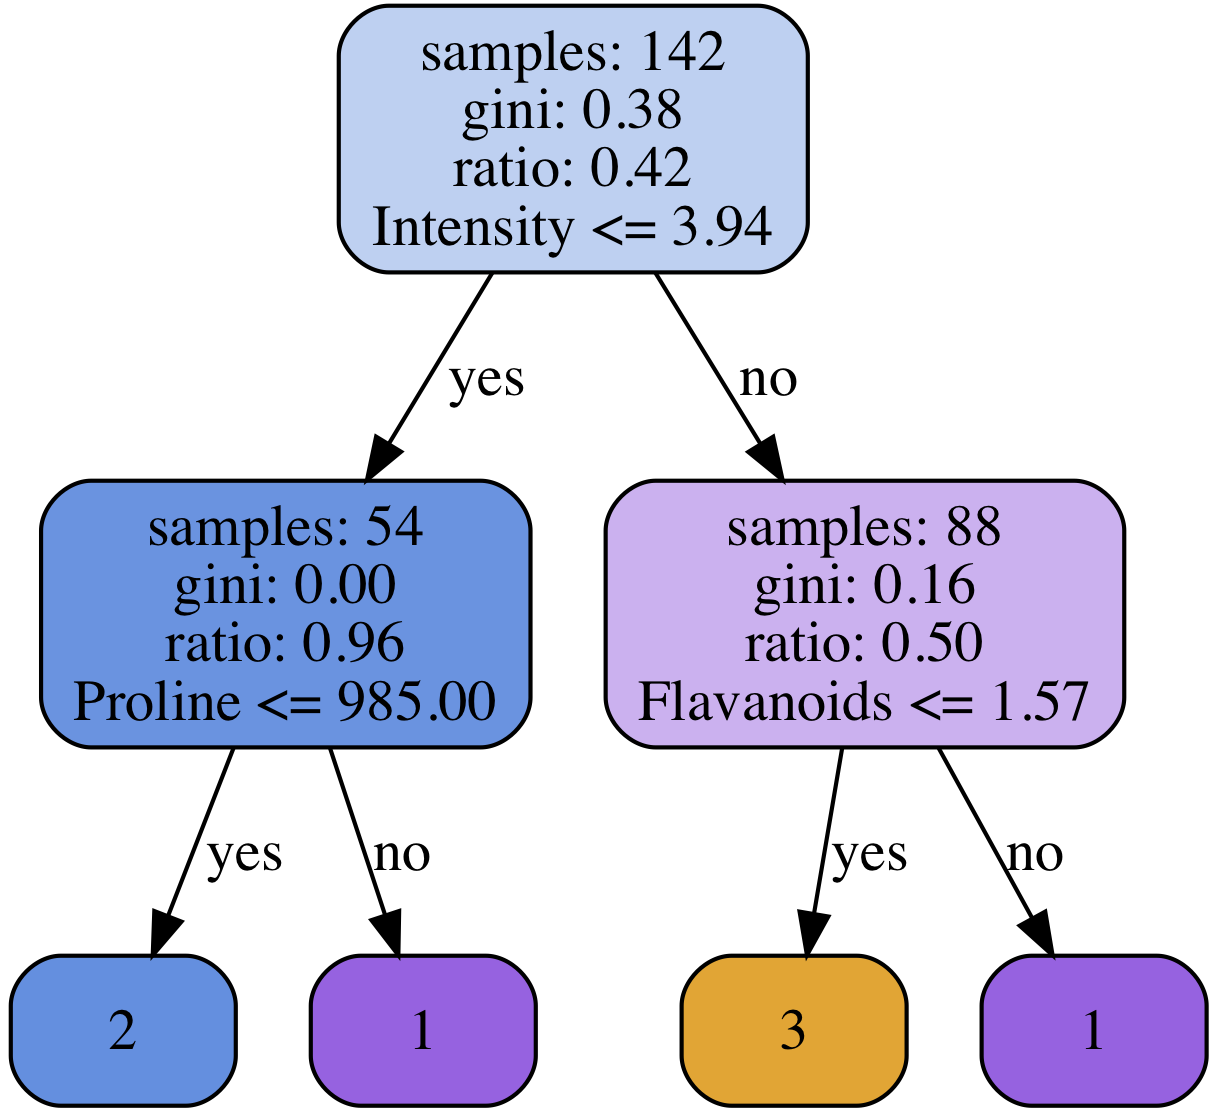 samples: 142
gini: 0.38
ratio: 0.42
Intensity <= 3.94
yes
no
samples: 54
gini: 0.00
ratio: 0.96
Proline <= 985.00
samples: 88
gini: 0.16
ratio: 0.50
Flavanoids <= 1.57
yes
no
yes
no
2
1
3
1